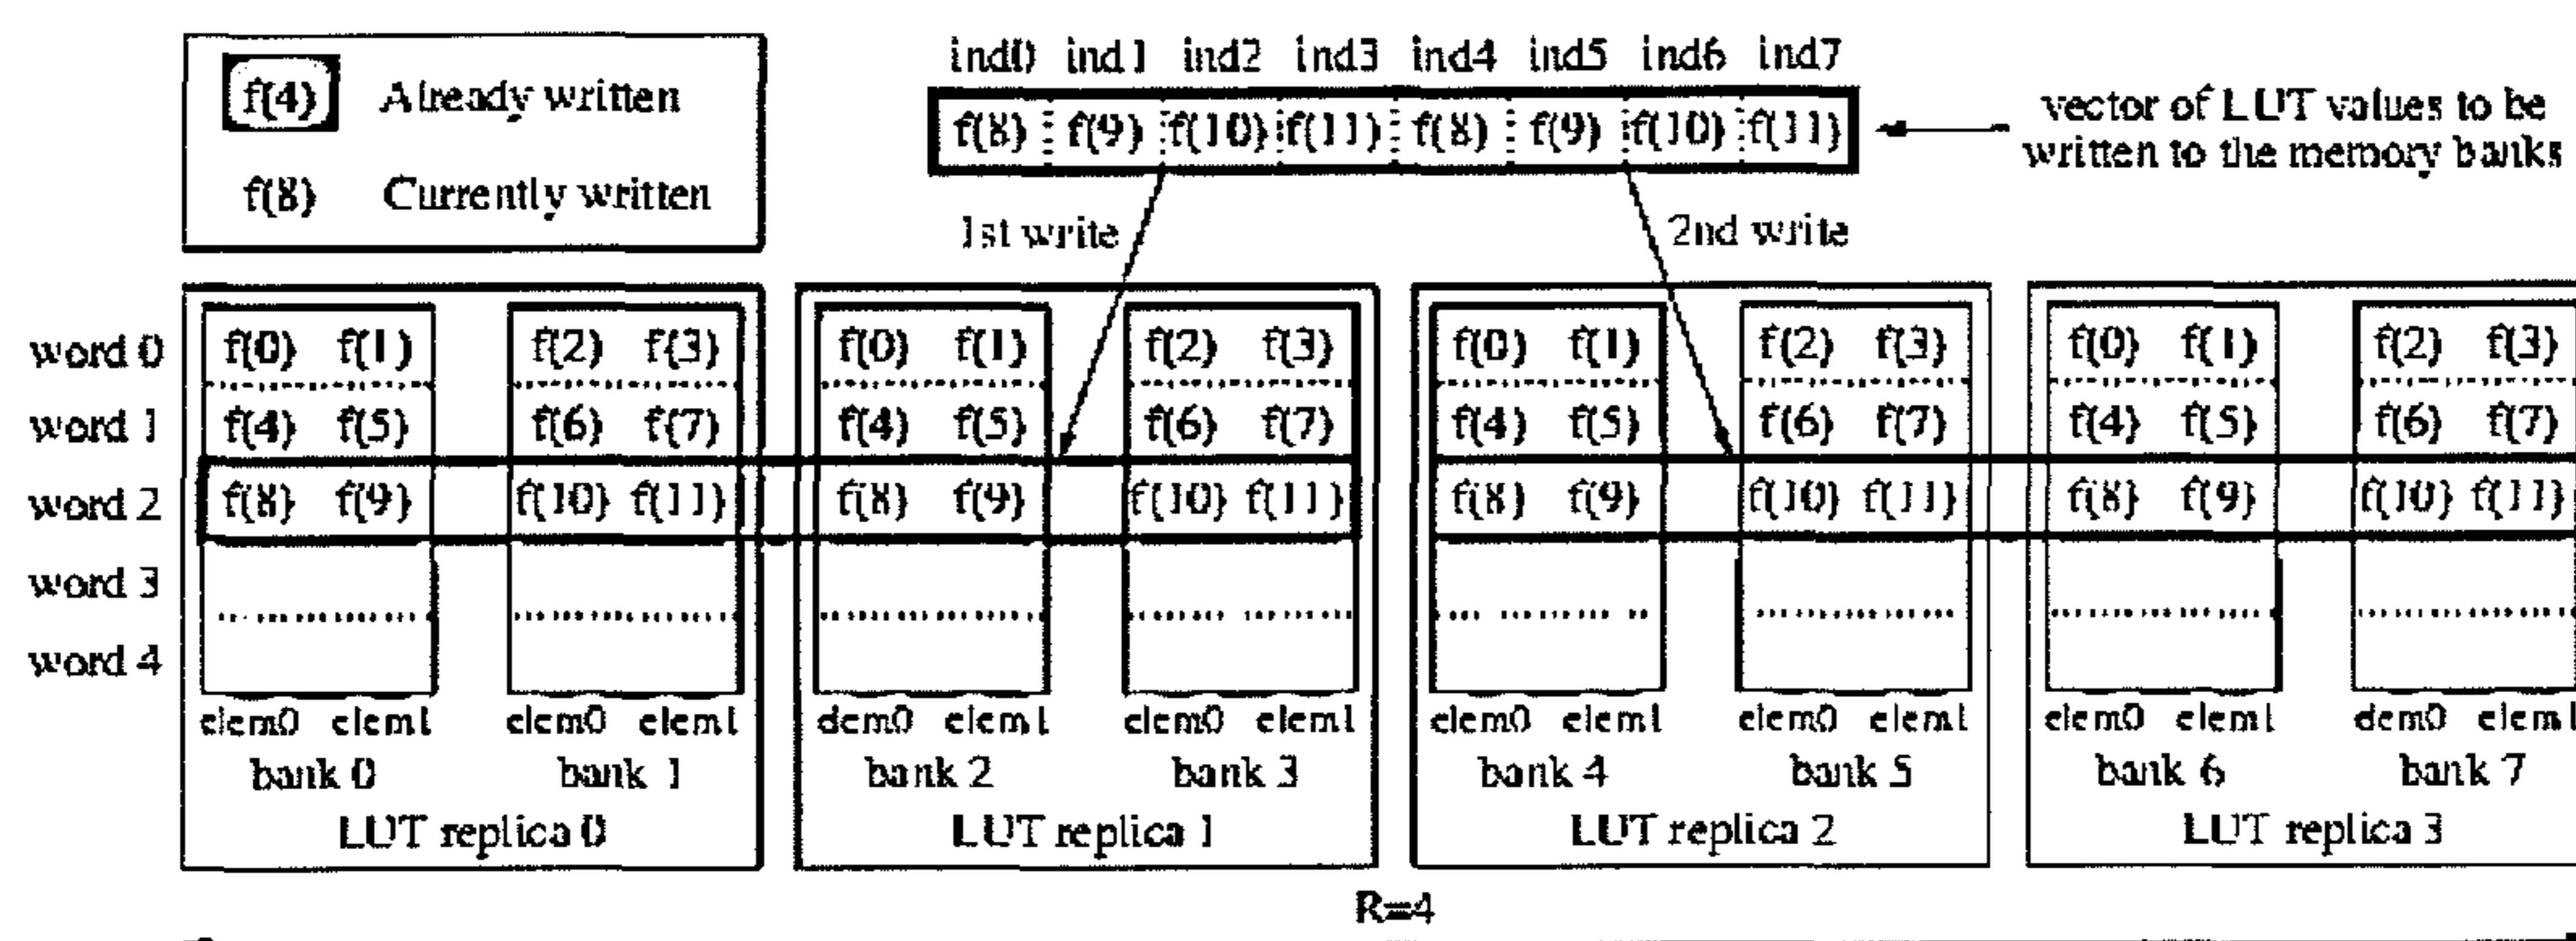 f(4) Already written
f(8) Currently written
ind0 ind1 ind2 ind3 ind4 ind5 ind6 ind7
f(8) f(9) f(10) f(11) f(8) f(9) f(10) f(11)
vector of LUT values to be
written to the memory banks
1st write 2nd write
word 0 f(0) f(1) f(2) f(3) f(0) f(1) f(2) f(3) f(0) f(1) f(2) f(3) f(0) f(1) f(2) f(3)
word 1 f(4) f(5) f(6) f(7) f(4) f(5) f(6) f(7) f(4) f(5) f(6) f(7) f(4) f(5) f(6) f(7)
word 2 f(8) f(9) f(10) f(11) f(8) f(9) f(10) f(11) f(8) f(9) f(10) f(11) f(8) f(9) f(10) f(11)
word 3
word 4
elem0 elem1 elem0 elem1 elem0 elem1 elem0 elem1 elem0 elem1 elem0 elem1 elem0 elem1 elem0 elem1
bank 0 bank 1 bank 2 bank 3 bank 4 bank 5 bank 6 bank 7
LUT replica 0 LUT replica 1 LUT replica 2 LUT replica 3
R=4